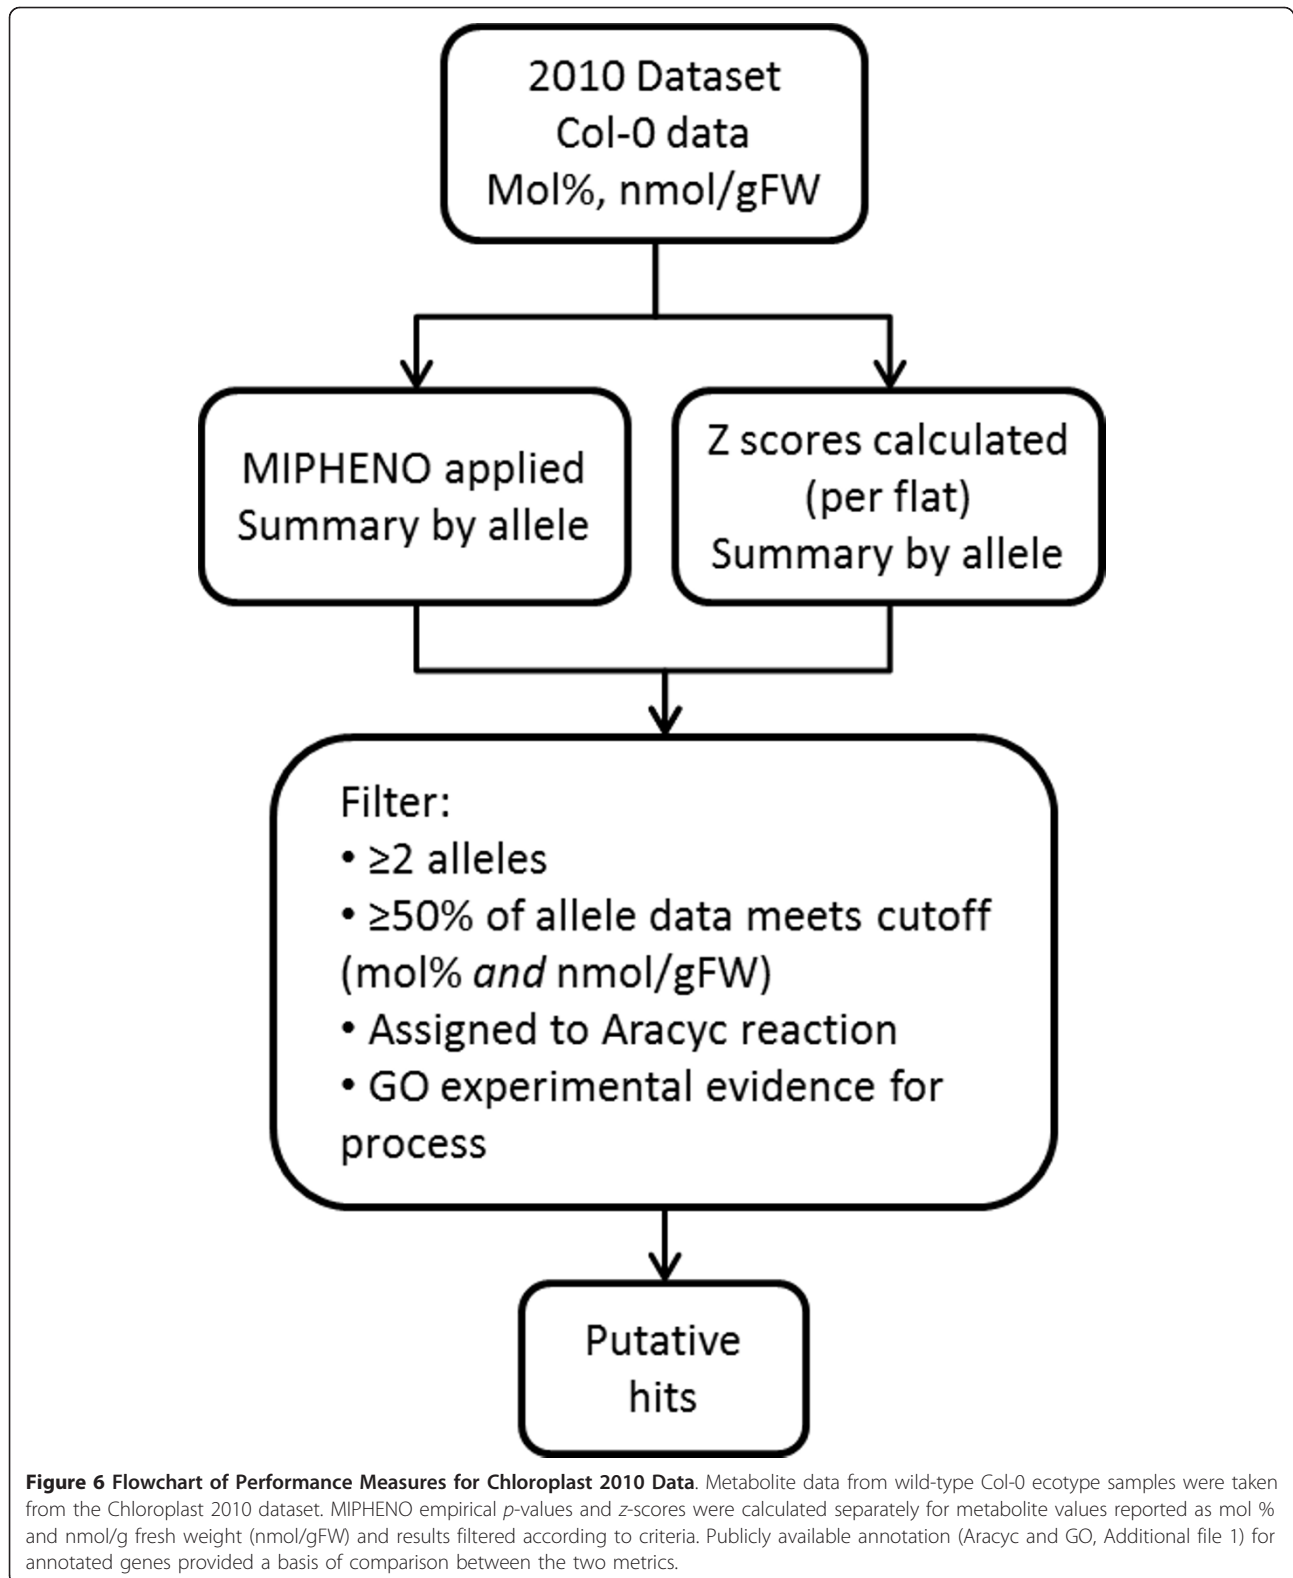 2010 Dataset
Col-0 data
Mol%, nmol/gFW
MIPHENO applied
Summary by allele
Z scores calculated
(per flat)
Summary by allele
Filter:
• ≥2 alleles
• ≥50% of allele data meets cutoff
(mol% and nmol/gFW)
• Assigned to Aracyc reaction
• GO experimental evidence for
process
Putative
hits
Figure 6 Flowchart of Performance Measures for Chloroplast 2010 Data. Metabolite data from wild-type Col-0 ecotype samples were taken
from the Chloroplast 2010 dataset. MIPHENO empirical p-values and z-scores were calculated separately for metabolite values reported as mol %
and nmol/g fresh weight (nmol/gFW) and results filtered according to criteria. Publicly available annotation (Aracyc and GO, Additional file 1) for
annotated genes provided a basis of comparison between the two metrics.